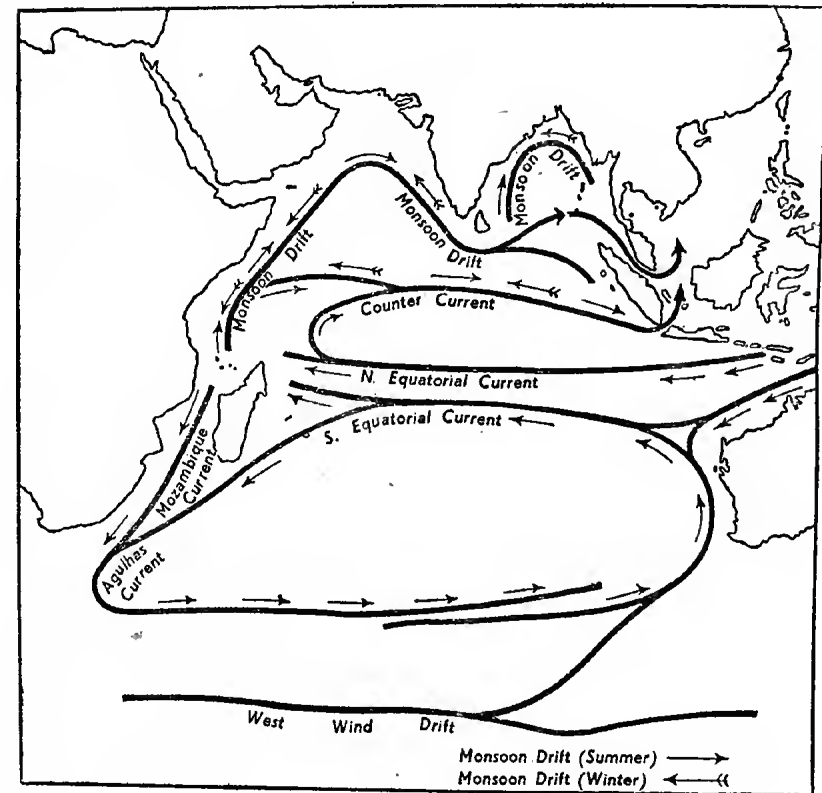 Monsoon Drift
Monsoon Drift
Monsoon Drift
Counter Current
N. Equatorial Current
S. Equatorial Current
Mozambique
Current
Agulhas
Current
West Wind Drift
Monsoon Drift (Summer)
Monsoon Drift (Winter)